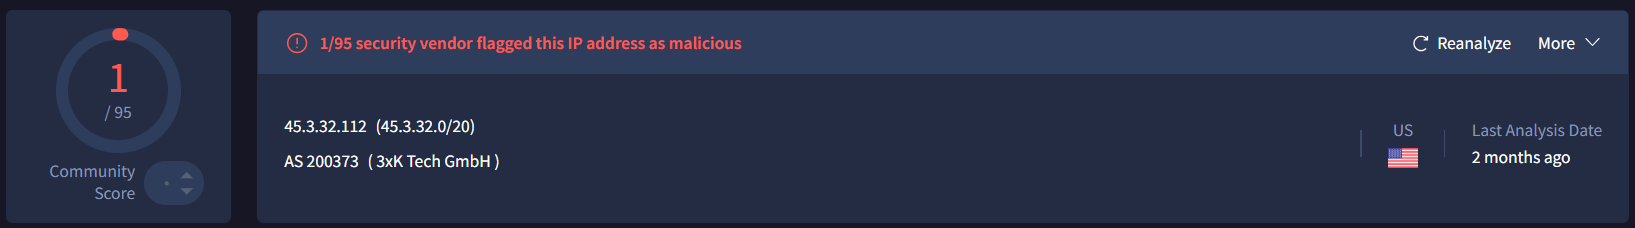 1
/ 95
Community
Score
1/95 security vendor flagged this IP address as malicious
Reanalyze
More
45.3.32.112 (45.3.32.0/20)
AS 200373 ( 3xK Tech GmbH )
US
Last Analysis Date
2 months ago